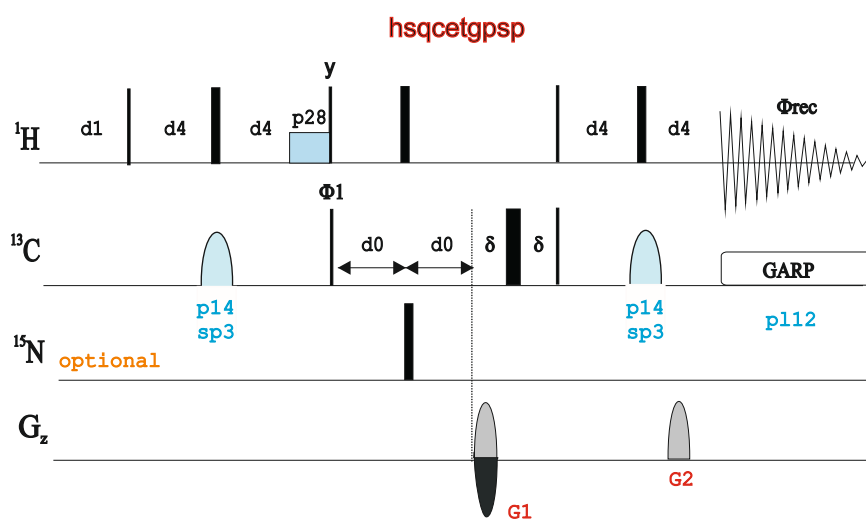 hsqcetgpsp
y
¹H d1 d4 d4 p28 d4 d4 Φrec
Φ1
¹³C d0 d0 δ δ GARP
p14 p14 pl12
sp3 sp3
¹⁵N optional
Gz
G1 G2